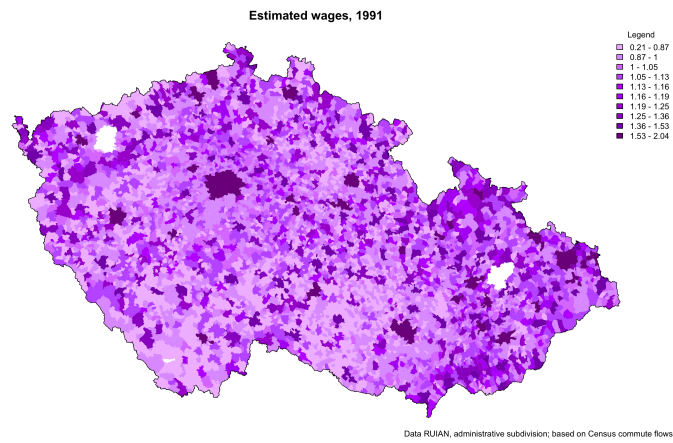 Estimated wages, 1991
Legend
0.21 - 0.87
0.87 - 1
1 - 1.05
1.05 - 1.13
1.13 - 1.16
1.16 - 1.19
1.19 - 1.25
1.25 - 1.36
1.36 - 1.53
1.53 - 2.04
Data RUIAN, administrative subdivision; based on Census commute flows